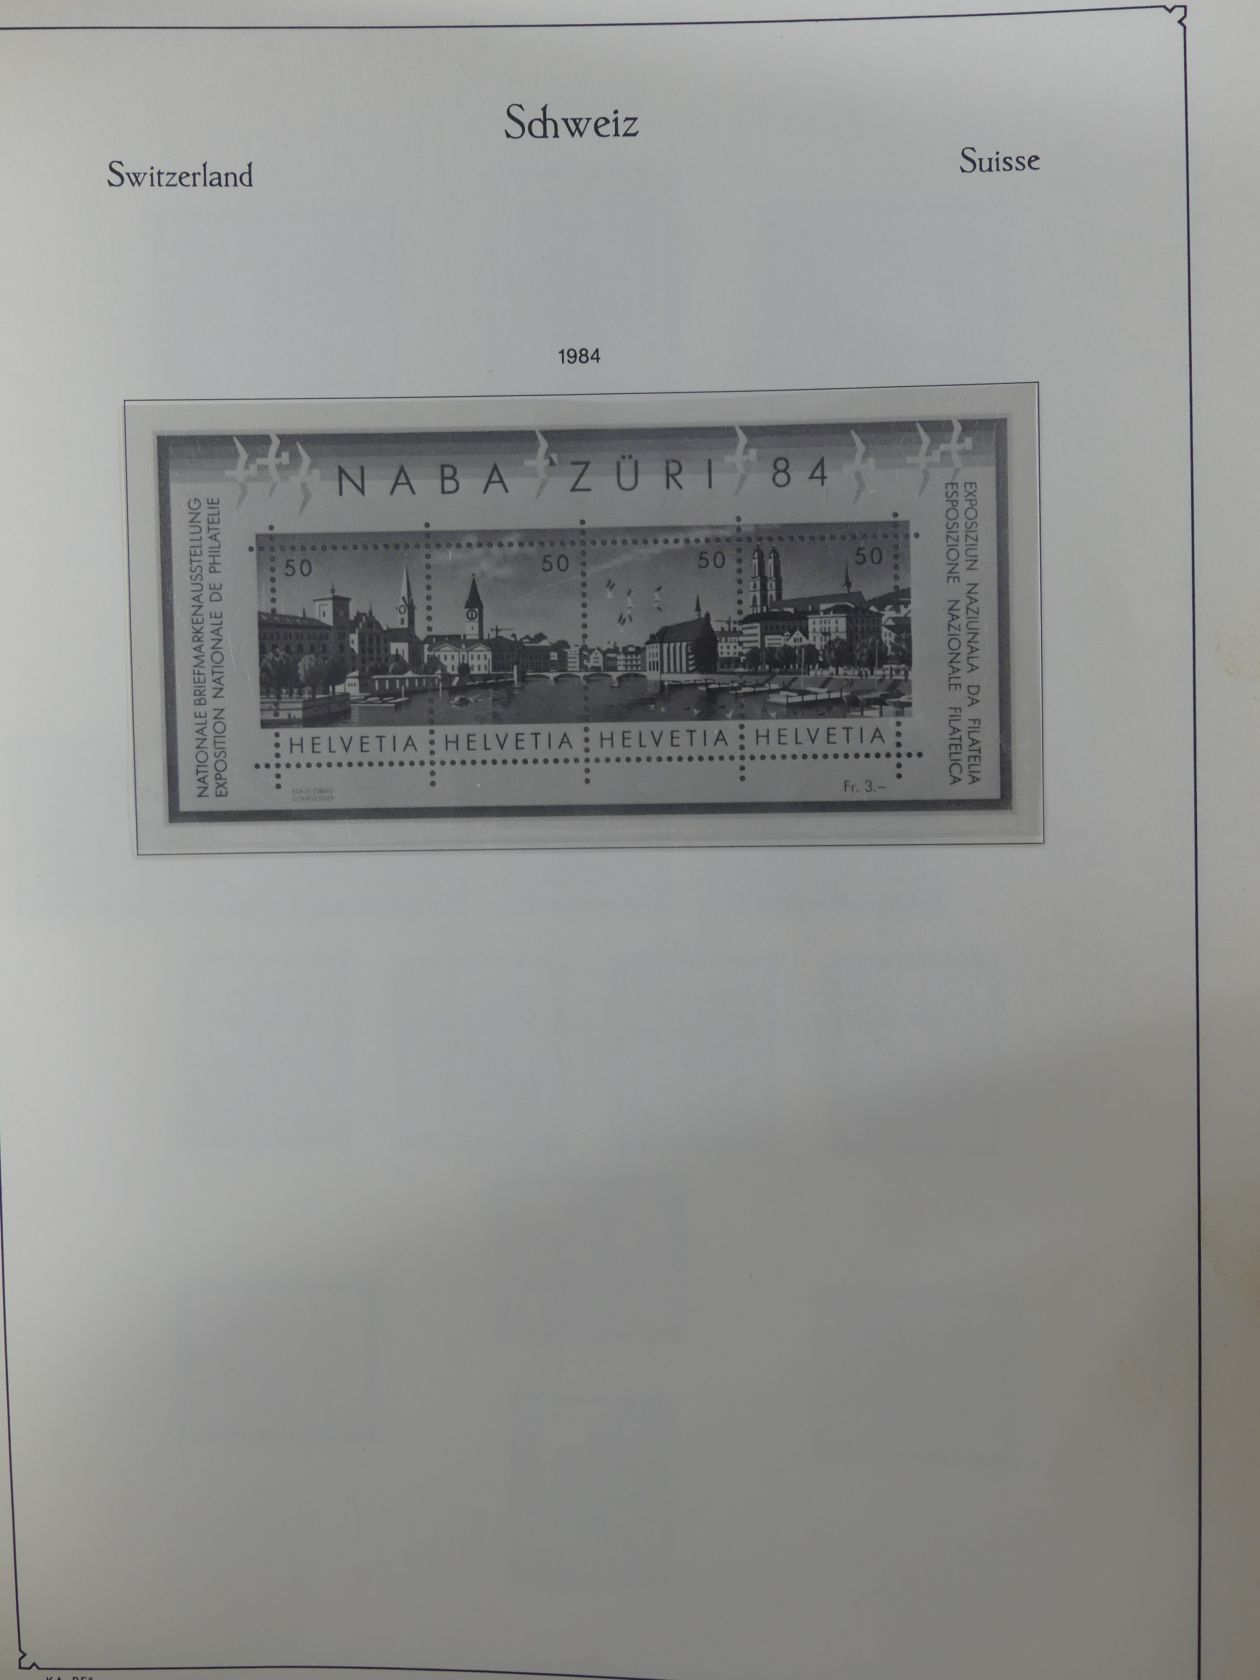 Schweiz
Switzerland
Suisse
1984
NABA ZÜRI 84
NATIONALE BRIEFMARKENAUSSTELLUNG
EXPOSITION NATIONALE DE PHILATELIE
EXPOSIZIUN NAZIUNALA DA FILATELIA
ESPOSIZIONE NAZIONALE FILATELICA
50
50
50
50
HELVETIA
HELVETIA
HELVETIA
HELVETIA
Fr. 3.–